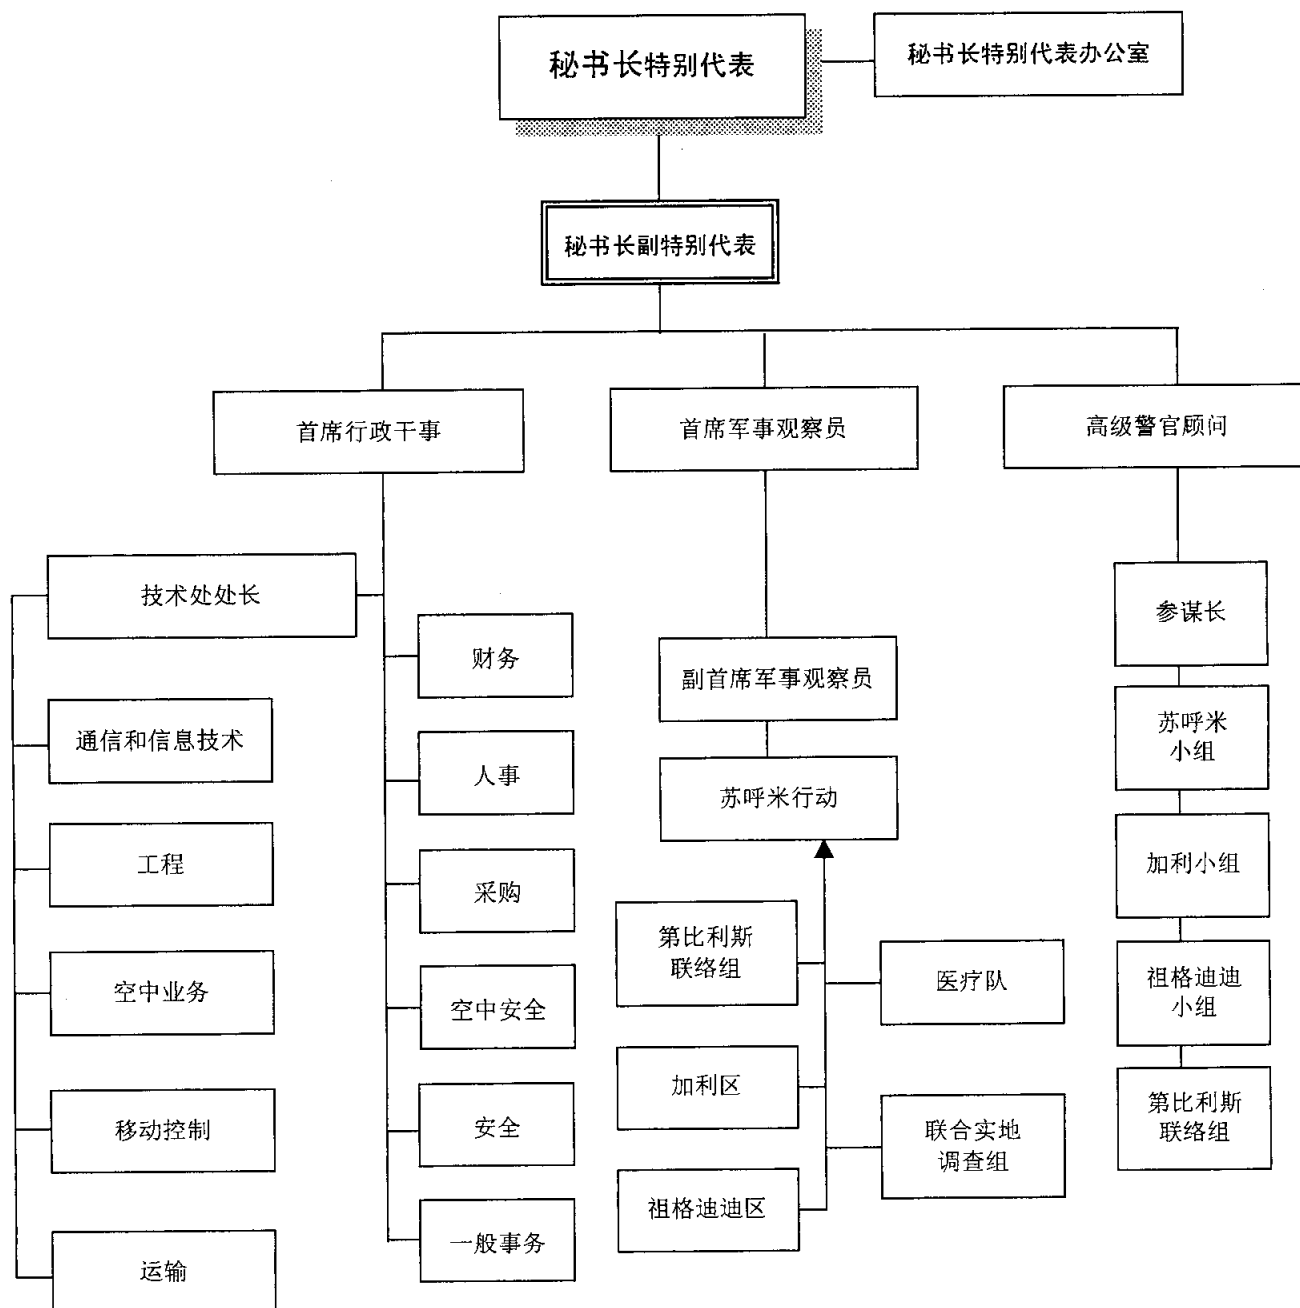 秘书长特别代表
秘书长特别代表办公室
秘书长副特别代表
首席行政干事
首席军事观察员
高级警官顾问
技术处处长
通信和信息技术
工程
空中业务
移动控制
运输
财务
人事
采购
空中安全
安全
一般事务
副首席军事观察员
苏呼米行动
第比利斯
联络组
加利区
祖格迪迪区
医疗队
联合实地
调查组
参谋长
苏呼米
小组
加利小组
祖格迪迪
小组
第比利斯
联络组